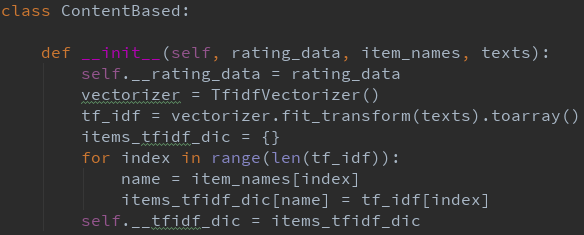 class ContentBased:
def __init__(self, rating_data, item_names, texts):
self.__rating_data = rating_data
vectorizer = TfidfVectorizer()
tf_idf = vectorizer.fit_transform(texts).toarray()
items_tfidf_dic = {}
for index in range(len(tf_idf)):
name = item_names[index]
items_tfidf_dic[name] = tf_idf[index]
self.__tfidf_dic = items_tfidf_dic